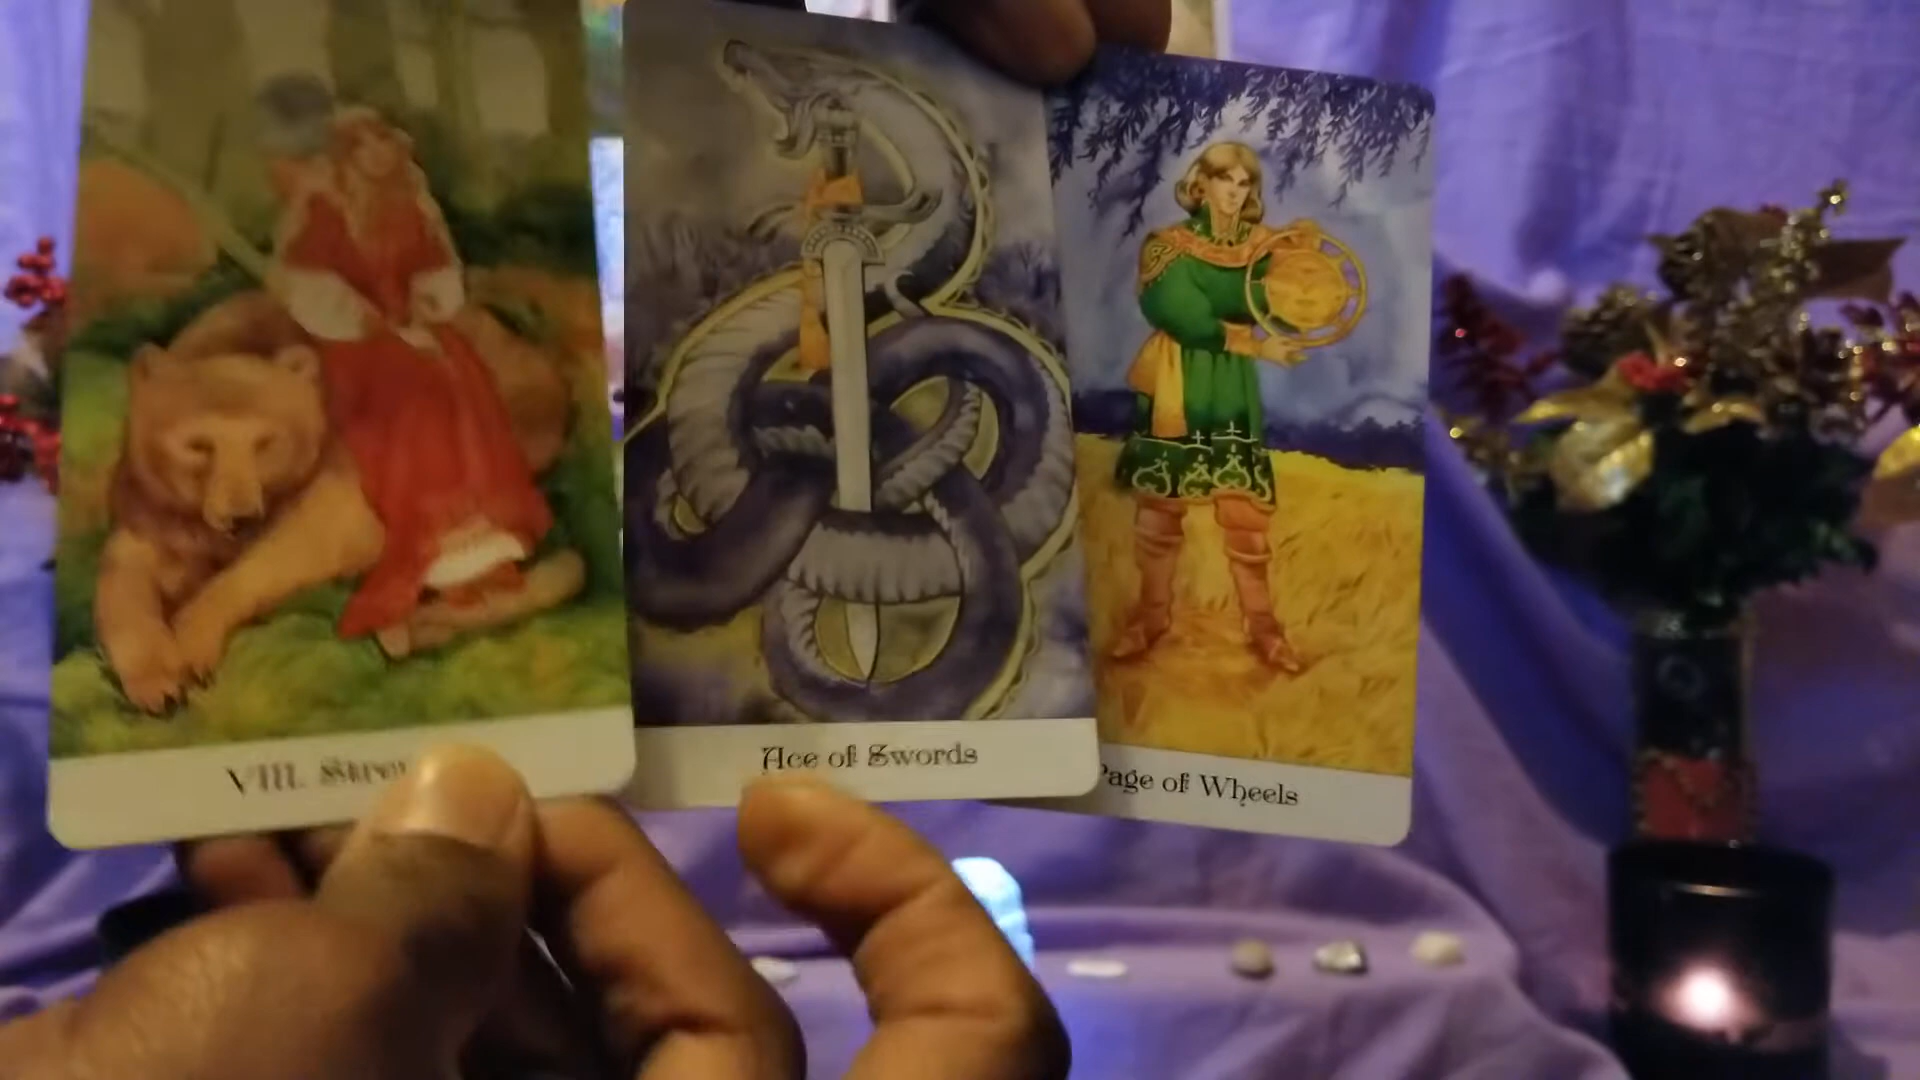 VIII.
Ace of Swords
Page of Wheels